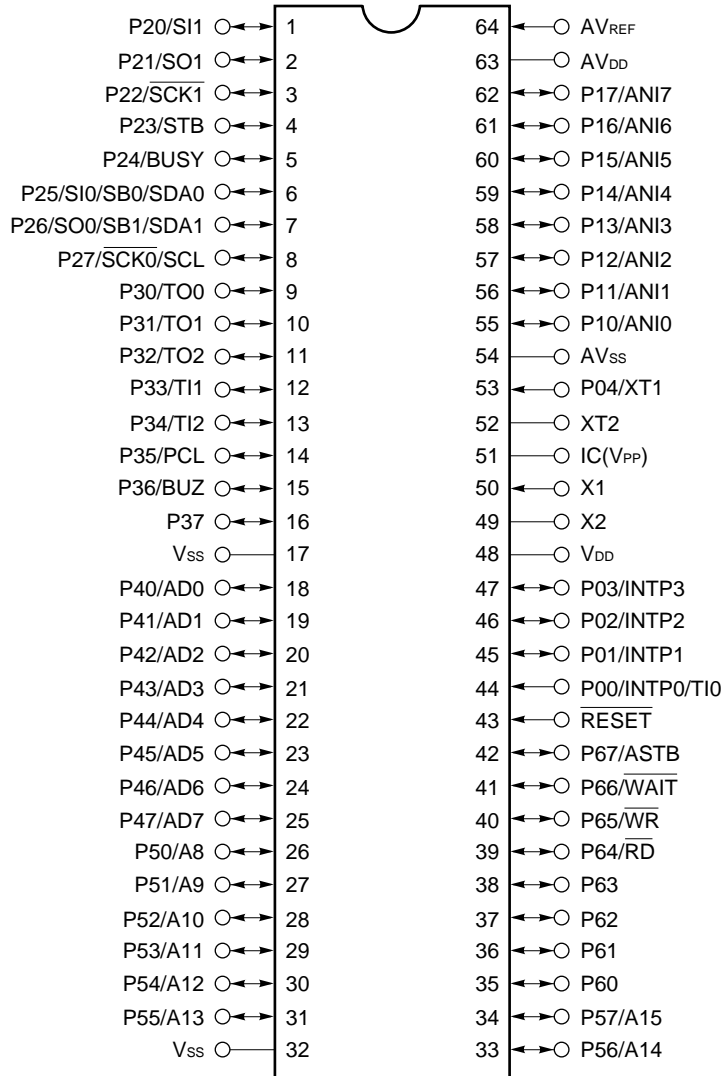 P20/SI1 1 64 AVREF
P21/SO1 2 63 AVDD
P22/S̅C̅K̅1̅ 3 62 P17/ANI7
P23/STB 4 61 P16/ANI6
P24/BUSY 5 60 P15/ANI5
P25/SI0/SB0/SDA0 6 59 P14/ANI4
P26/SO0/SB1/SDA1 7 58 P13/ANI3
P27/S̅C̅K̅0̅/SCL 8 57 P12/ANI2
P30/TO0 9 56 P11/ANI1
P31/TO1 10 55 P10/ANI0
P32/TO2 11 54 AVSS
P33/TI1 12 53 P04/XT1
P34/TI2 13 52 XT2
P35/PCL 14 51 IC(VPP)
P36/BUZ 15 50 X1
P37 16 49 X2
VSS 17 48 VDD
P40/AD0 18 47 P03/INTP3
P41/AD1 19 46 P02/INTP2
P42/AD2 20 45 P01/INTP1
P43/AD3 21 44 P00/INTP0/TI0
P44/AD4 22 43 R̅E̅S̅E̅T̅
P45/AD5 23 42 P67/ASTB
P46/AD6 24 41 P66/W̅A̅I̅T̅
P47/AD7 25 40 P65/W̅R̅
P50/A8 26 39 P64/R̅D̅
P51/A9 27 38 P63
P52/A10 28 37 P62
P53/A11 29 36 P61
P54/A12 30 35 P60
P55/A13 31 34 P57/A15
VSS 32 33 P56/A14